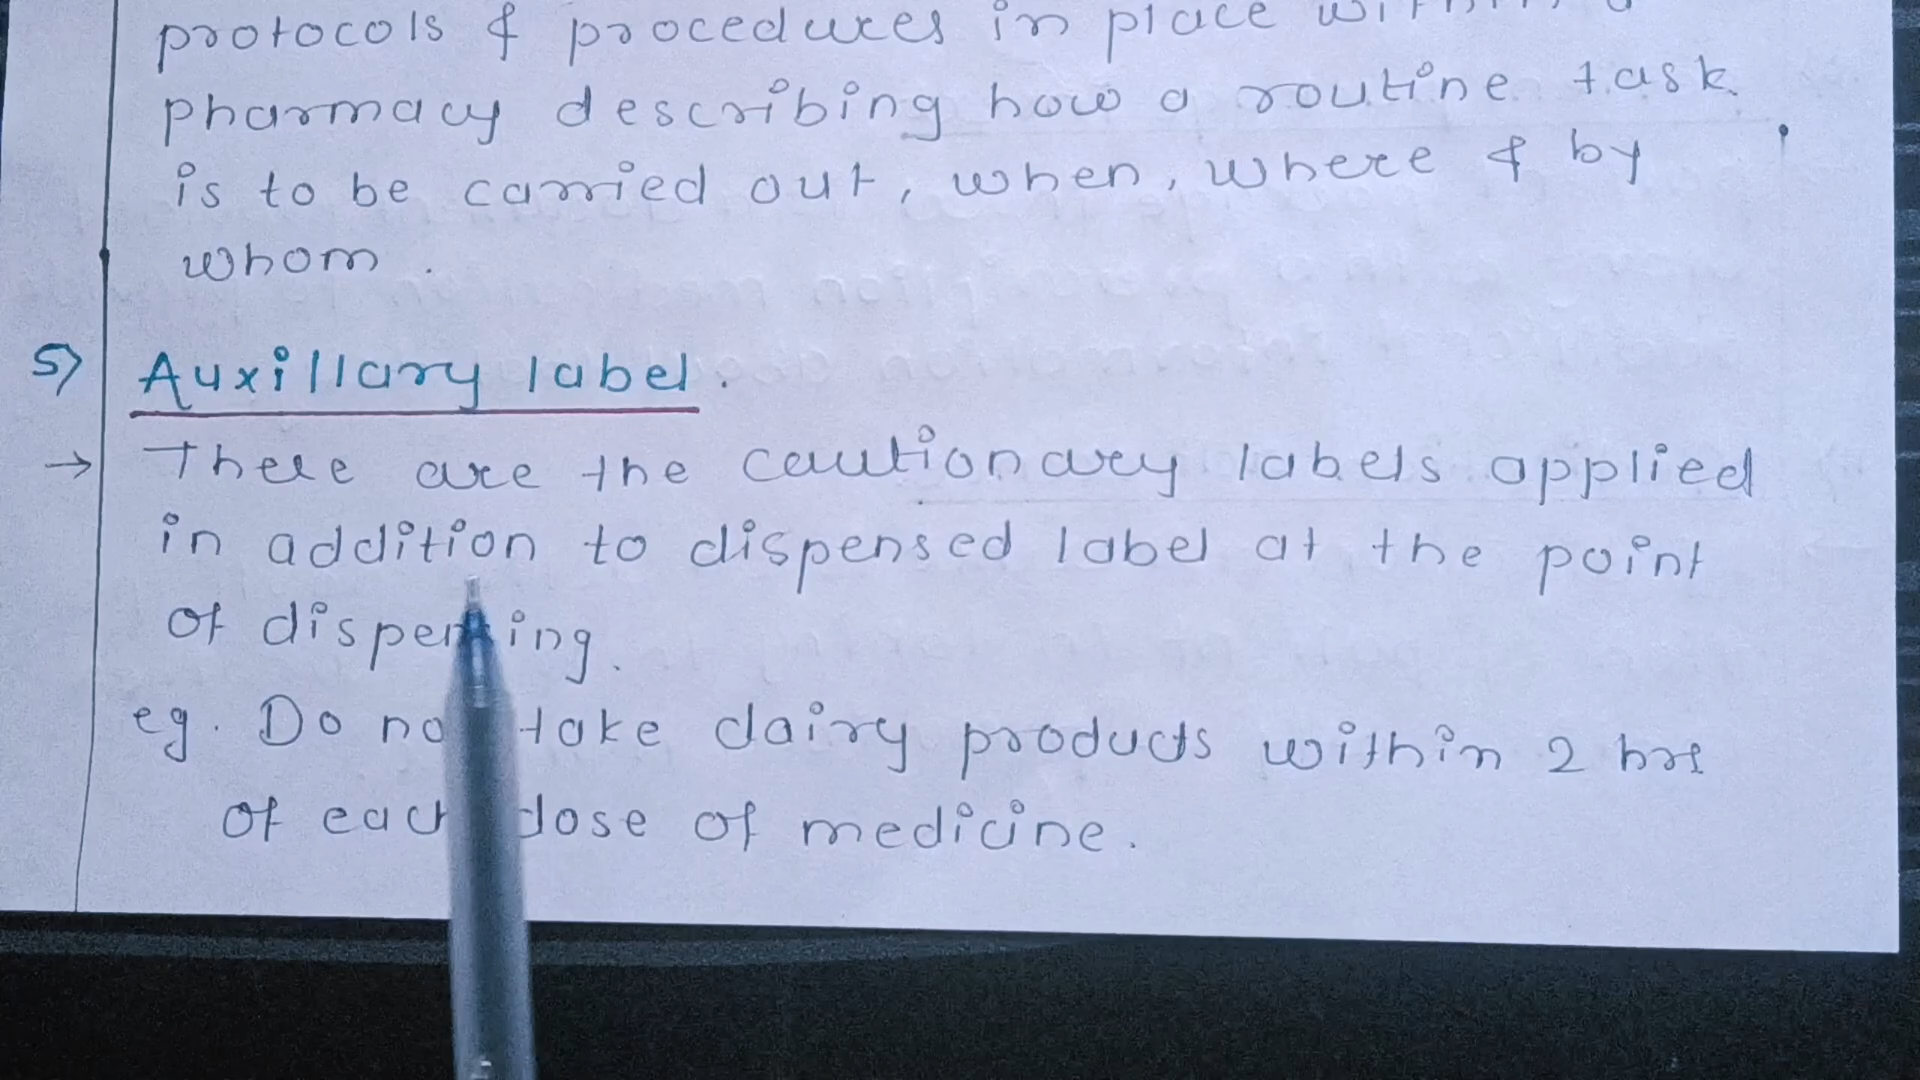 protocols & procedures in place within a
pharmacy describing how a routine task
is to be carried out, when, where & by
whom.
5) Auxillary label.
→ There are the cautionary labels applied
in addition to dispensed label at the point
of dispensing.
eg. Do not take dairy products within 2 hrs
of each dose of medicine.